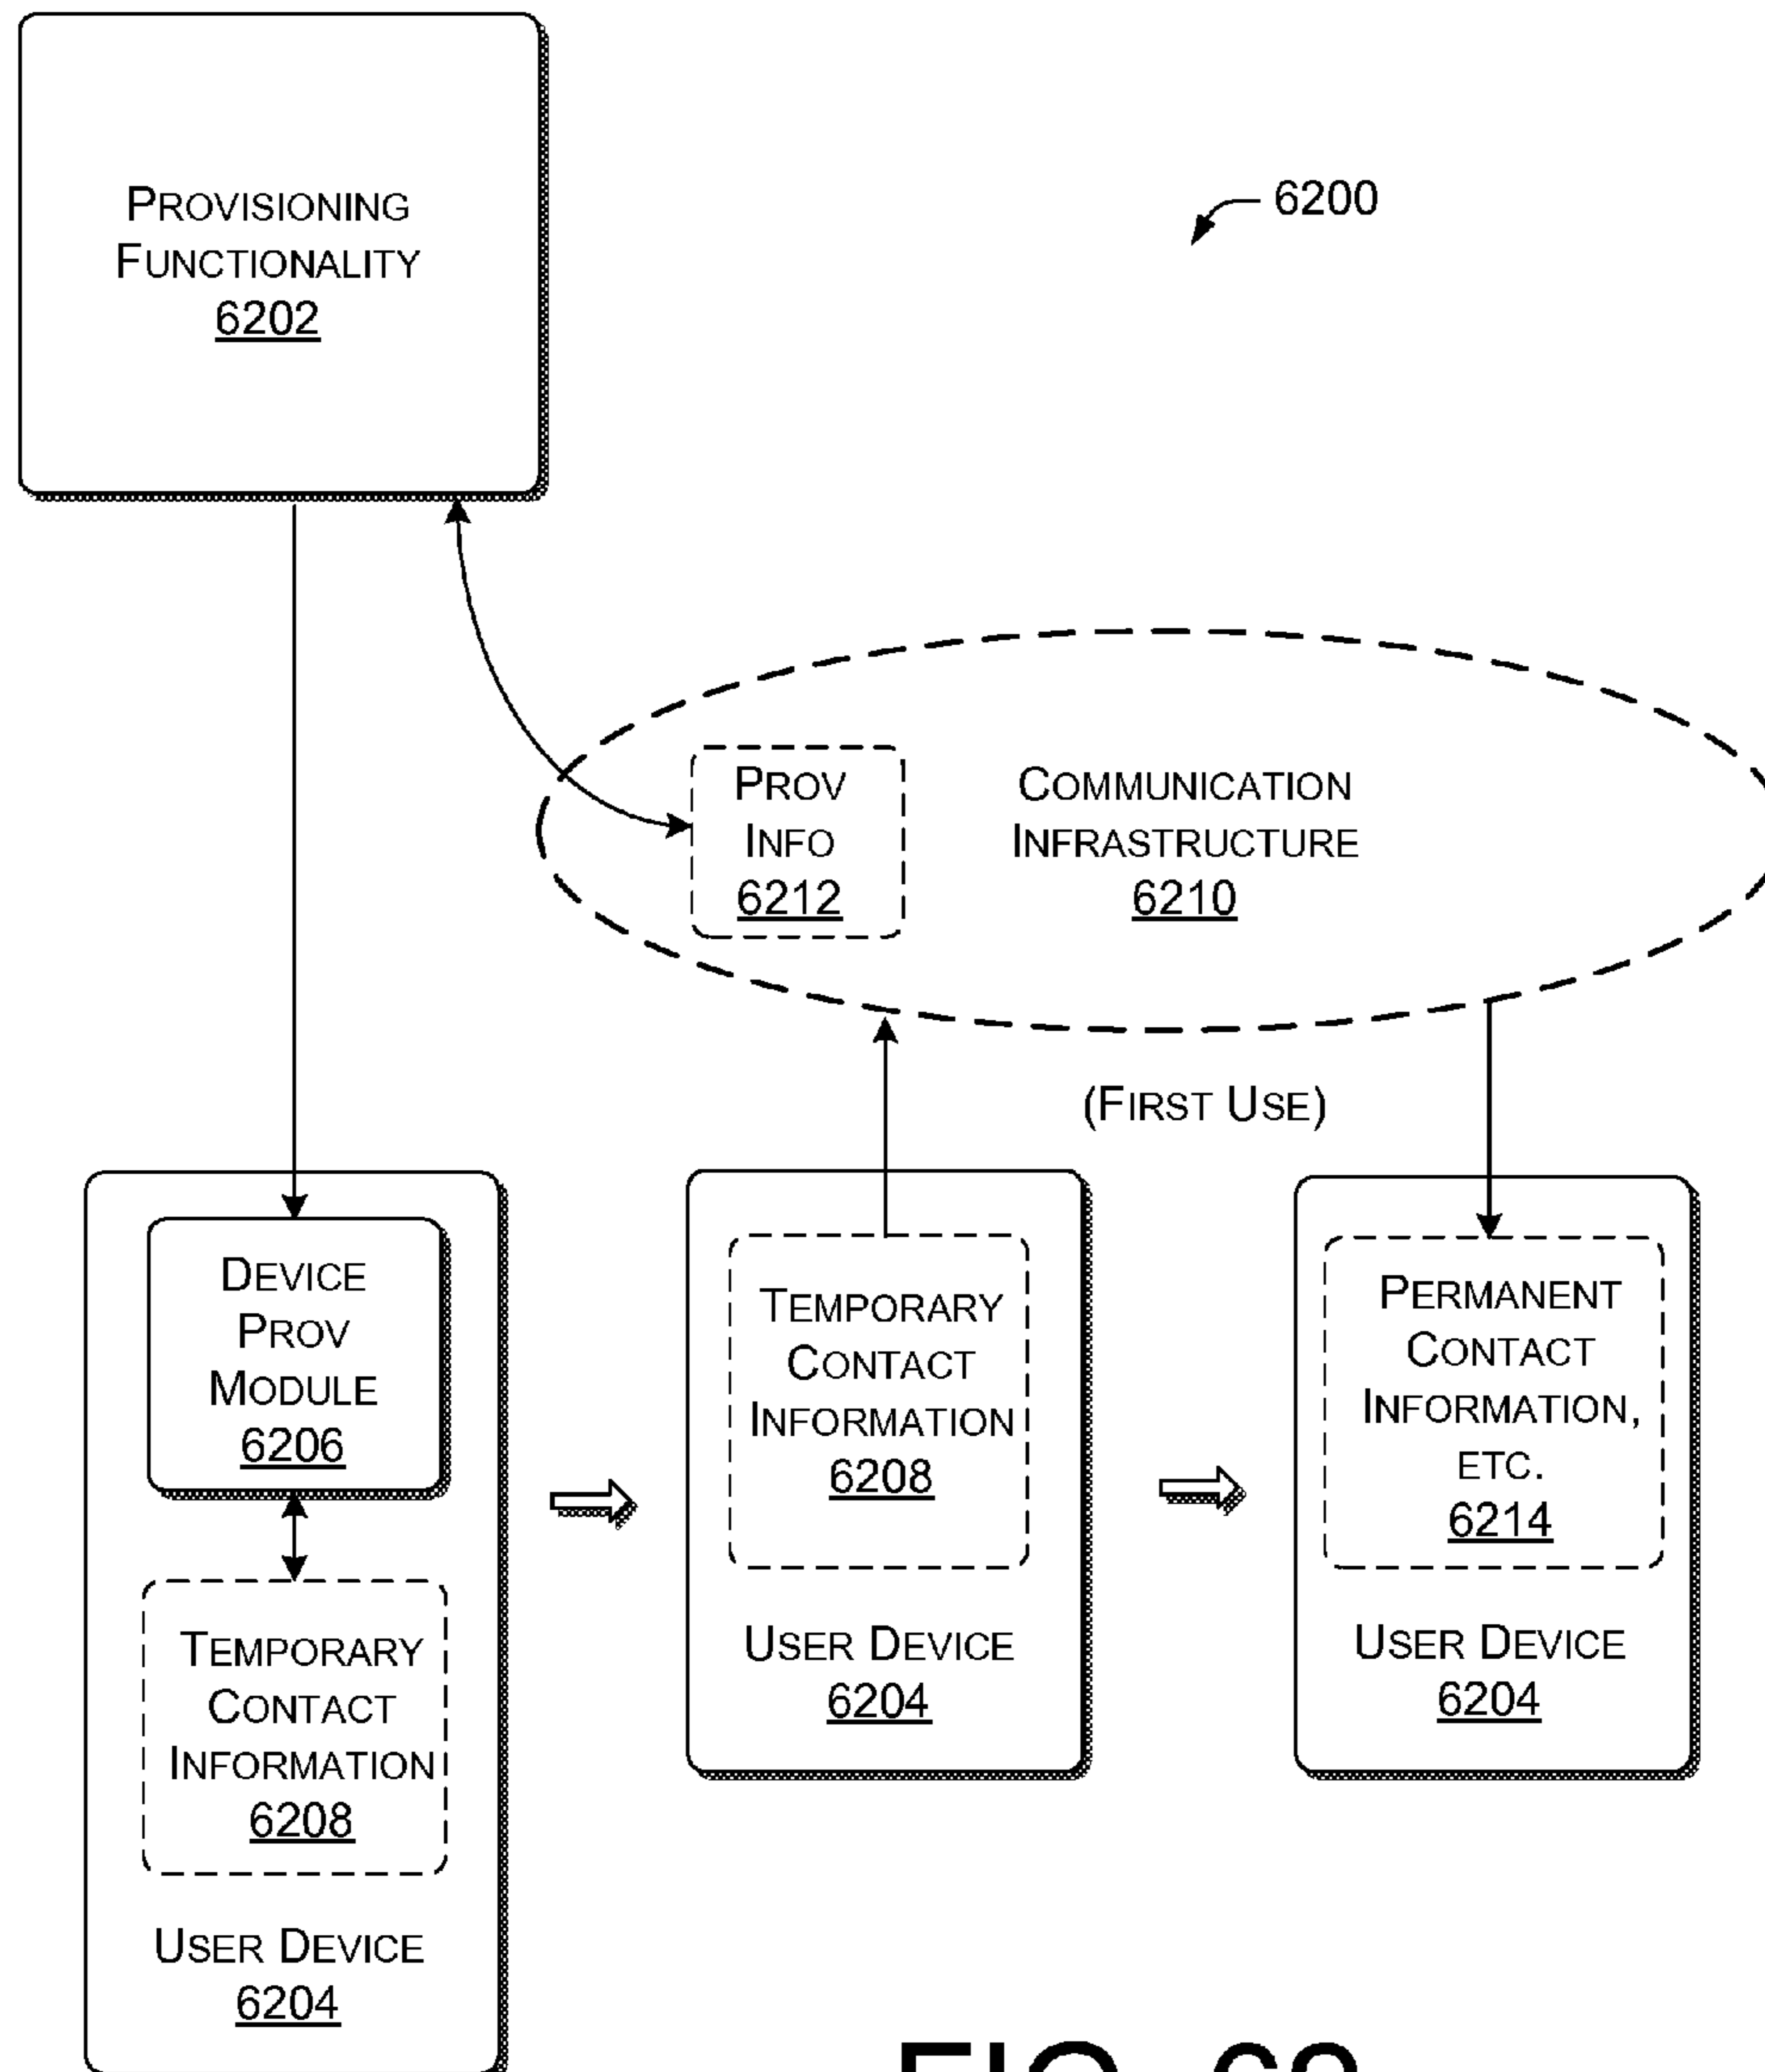 PROVISIONING
FUNCTIONALITY
6202
6200
PROV
INFO
6212
COMMUNICATION
INFRASTRUCTURE
6210
(FIRST USE)
DEVICE
PROV
MODULE
6206
TEMPORARY
CONTACT
INFORMATION
6208
USER DEVICE
6204
TEMPORARY
CONTACT
INFORMATION
6208
USER DEVICE
6204
PERMANENT
CONTACT
INFORMATION,
ETC.
6214
USER DEVICE
6204
FIG. 62